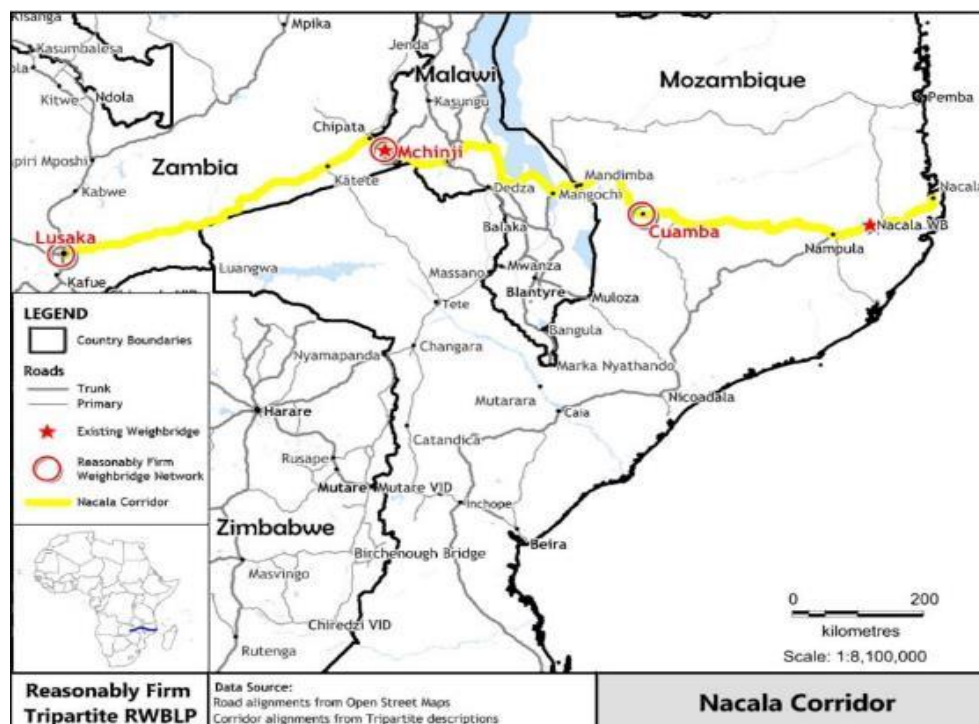 Kisanga
Mpika
Kasumbalesa
Jenda
Malawi
Mozambique
Kitwe
Ndola
Kasungu
Pemba
Chipata
Mchinji
Zambia
Katete
Mandimba
Nacala
Kabwe
Dedza
Mangochi
Lusaka
Balaka
Cuamba
Nacala WB
Nampula
Kafue
Luangwa
Massano
Mwanza
Blantyre
Muloza
Tete
Bangula
Nyamapanda
Changara
Marka Nyathando
Nicoadala
Mutarara
Caia
Harare
Catandica
Rusape
Mutare
Mutare VID
Inchope
Zimbabwe
Beira
Birchenough Bridge
Masvingo
Chiredzi VID
Rutenga
LEGEND
Country Boundaries
Roads
Trunk
Primary
Existing Weighbridge
Reasonably Firm
Weighbridge Network
Nacala Corridor
0 200
kilometres
Scale: 1:8,100,000
Reasonably Firm
Tripartite RWBLP
Data Source:
Road alignments from Open Street Maps
Corridor alignments from Tripartite descriptions
Nacala Corridor